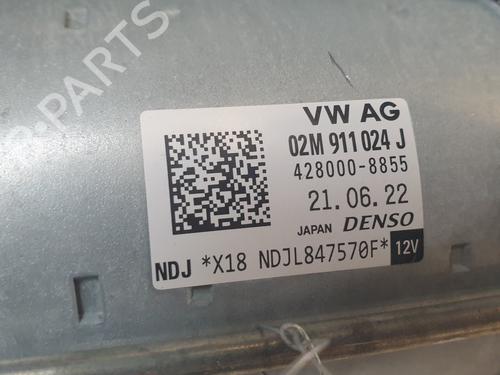 B-PARTS
VW AG
02M 911 024 J
428000-8855
21.06.22
JAPAN DENSO
NDJ *X18 NDJL847570F* 12V